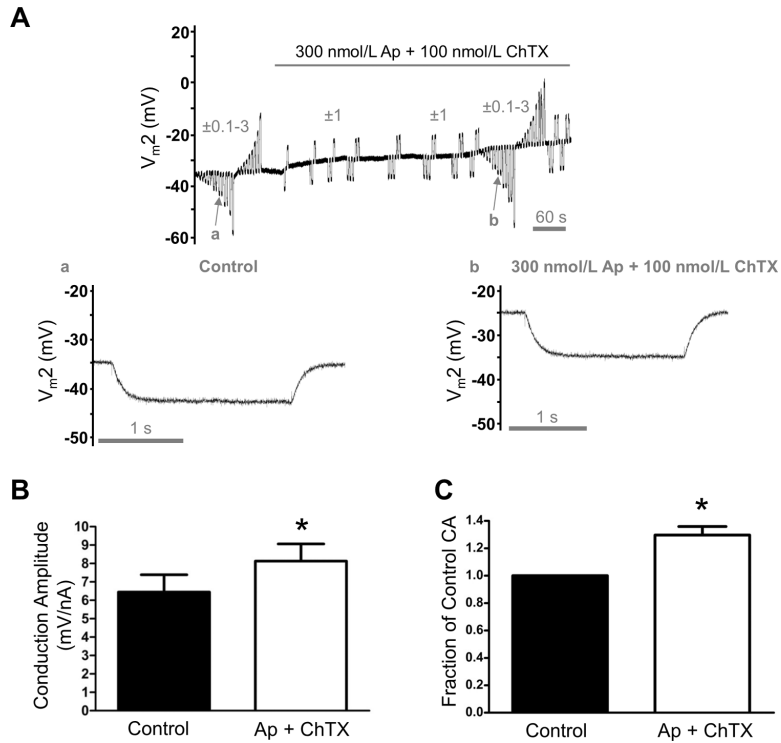 A
300 nmol/L Ap + 100 nmol/L ChTX
20
0
-20
-40
-60
Vm2 (mV)
±0.1-3
±1
±1
±0.1-3
a
b
60 s
a
Control
-20
-30
-40
-50
Vm2 (mV)
1 s
b
300 nmol/L Ap + 100 nmol/L ChTX
-20
-30
-40
-50
Vm2 (mV)
1 s
B
10
9
8
7
6
5
4
3
2
1
0
Conduction Amplitude
(mV/nA)
*
Control
Ap + ChTX
C
1.4
1.2
1.0
0.8
0.6
0.4
0.2
0.0
Fraction of Control CA
*
Control
Ap + ChTX